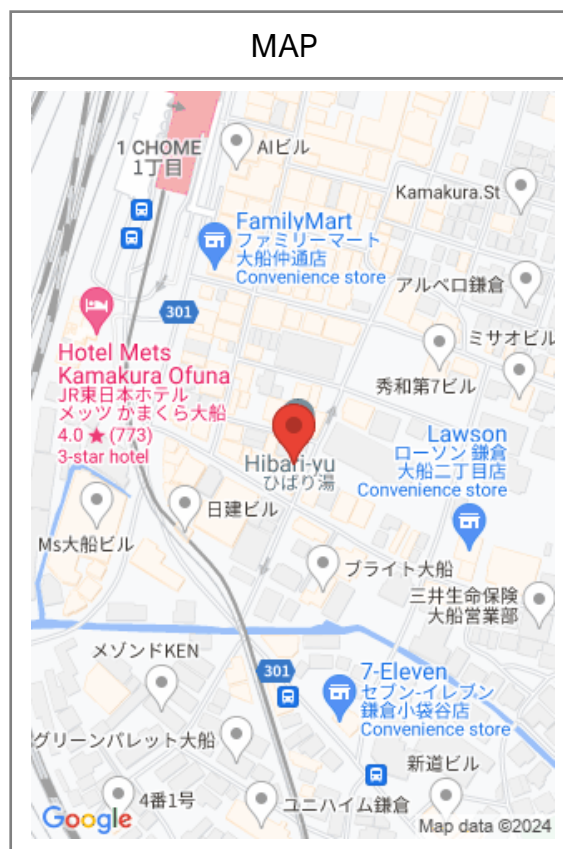 MAP
1 CHOME
1丁目
AIビル
Kamakura.St
FamilyMart
ファミリーマート
大船仲通店
Convenience store
アルベロ鎌倉
301
ミサオビル
Hotel Mets
Kamakura Ofuna
JR東日本ホテル
メッツ かまくら大船
4.0 ★ (773)
3-star hotel
秀和第7ビル
Lawson
ローソン 鎌倉
大船二丁目店
Convenience store
Hibari-yu
ひばり湯
日建ビル
Ms大船ビル
ブライト大船
三井生命保険
大船営業部
メゾンドKEN
301
7-Eleven
セブン-イレブン
鎌倉小袋谷店
Convenience store
グリーンパレット大船
新道ビル
4番1号
ユニハイム鎌倉
Google
Map data ©2024